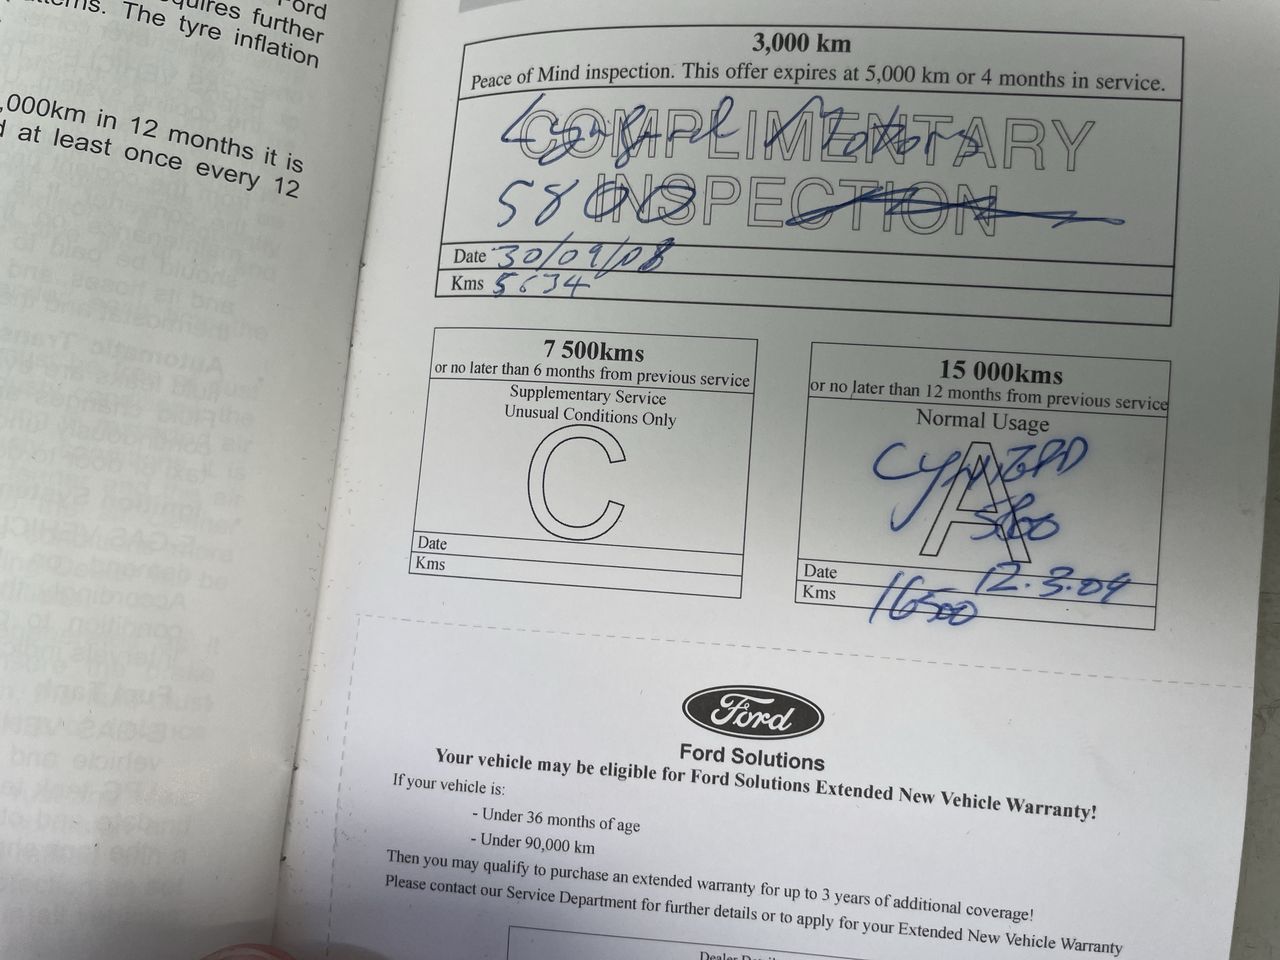 Ford
quires further
tterns. The tyre inflation
,000km in 12 months it is
d at least once every 12
3,000 km
Peace of Mind inspection. This offer expires at 5,000 km or 4 months in service.
COMPLIMENTARY
Motors
INSPECTION
5800
Date 30/09/08
Kms 5634
7 500kms
or no later than 6 months from previous service
Supplementary Service
Unusual Conditions Only
C
Date
Kms
15 000kms
or no later than 12 months from previous service
Normal Usage
A
5800
Date 12.3.09
Kms 16500
Ford
Ford Solutions
Your vehicle may be eligible for Ford Solutions Extended New Vehicle Warranty!
If your vehicle is:
- Under 36 months of age
- Under 90,000 km
Then you may qualify to purchase an extended warranty for up to 3 years of additional coverage!
Please contact our Service Department for further details or to apply for your Extended New Vehicle Warranty
Dealer